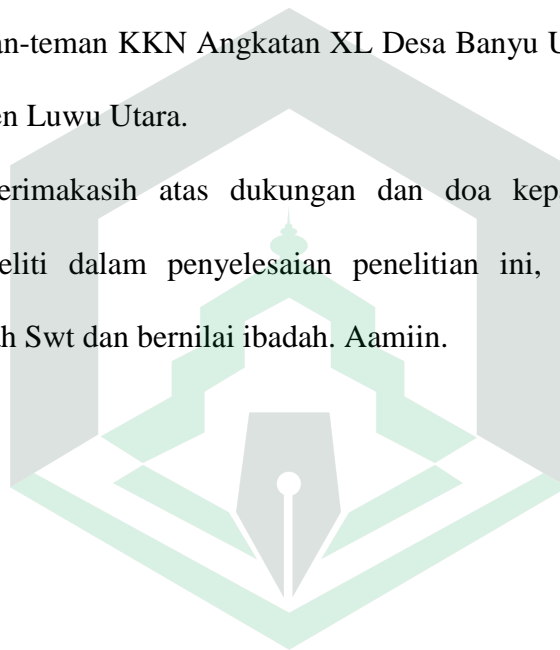 an-teman KKN Angkatan XL Desa Banyu U
en Luwu Utara.
erimakasih atas dukungan dan doa kep
eliti dalam penyelesaian penelitian ini,
ah Swt dan bernilai ibadah. Aamiin.